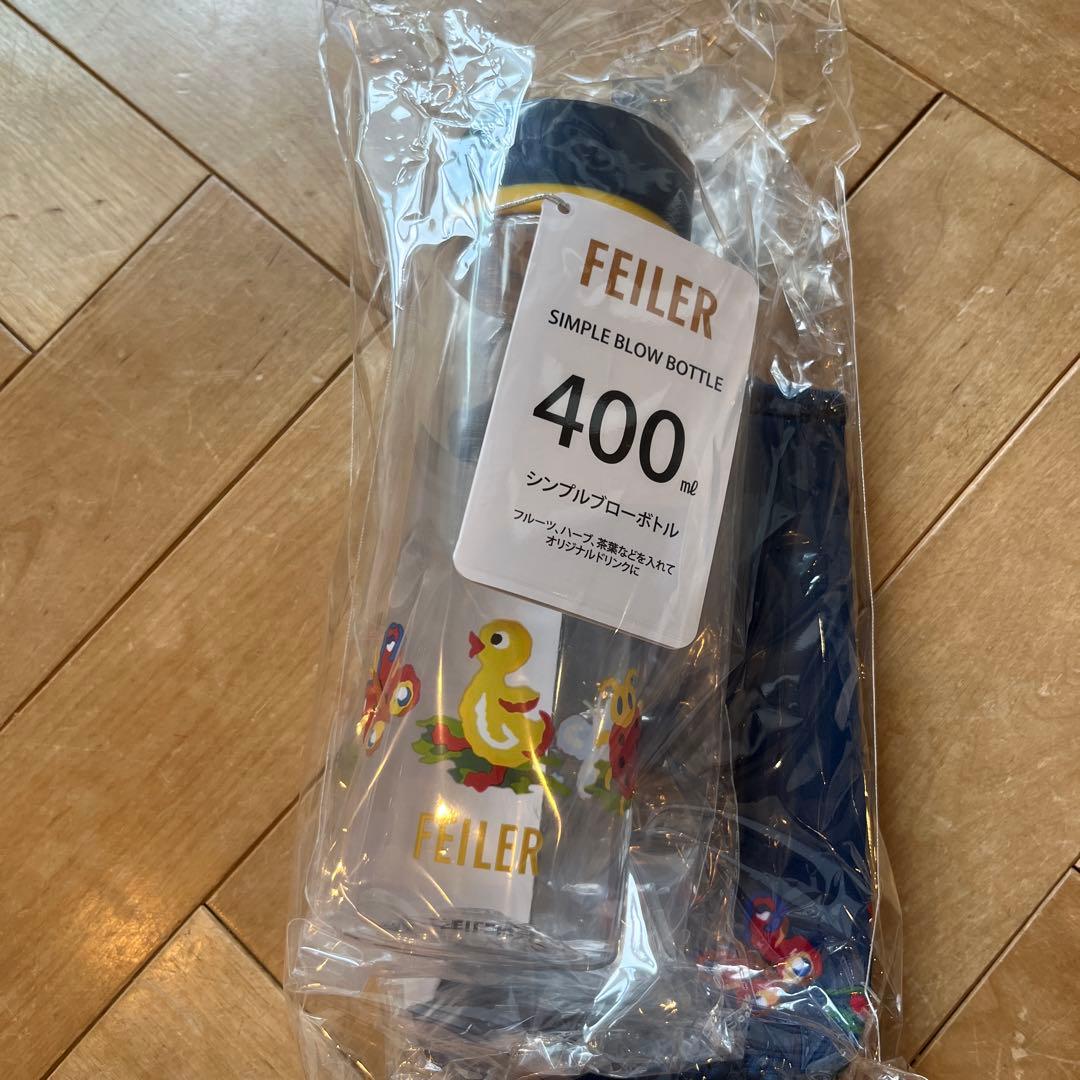 FEILER
SIMPLE BLOW BOTTLE
400㎖
シンプルブローボトル
フルーツ、ハーブ、茶葉などを入れて
オリジナルドリンクに
FEILER